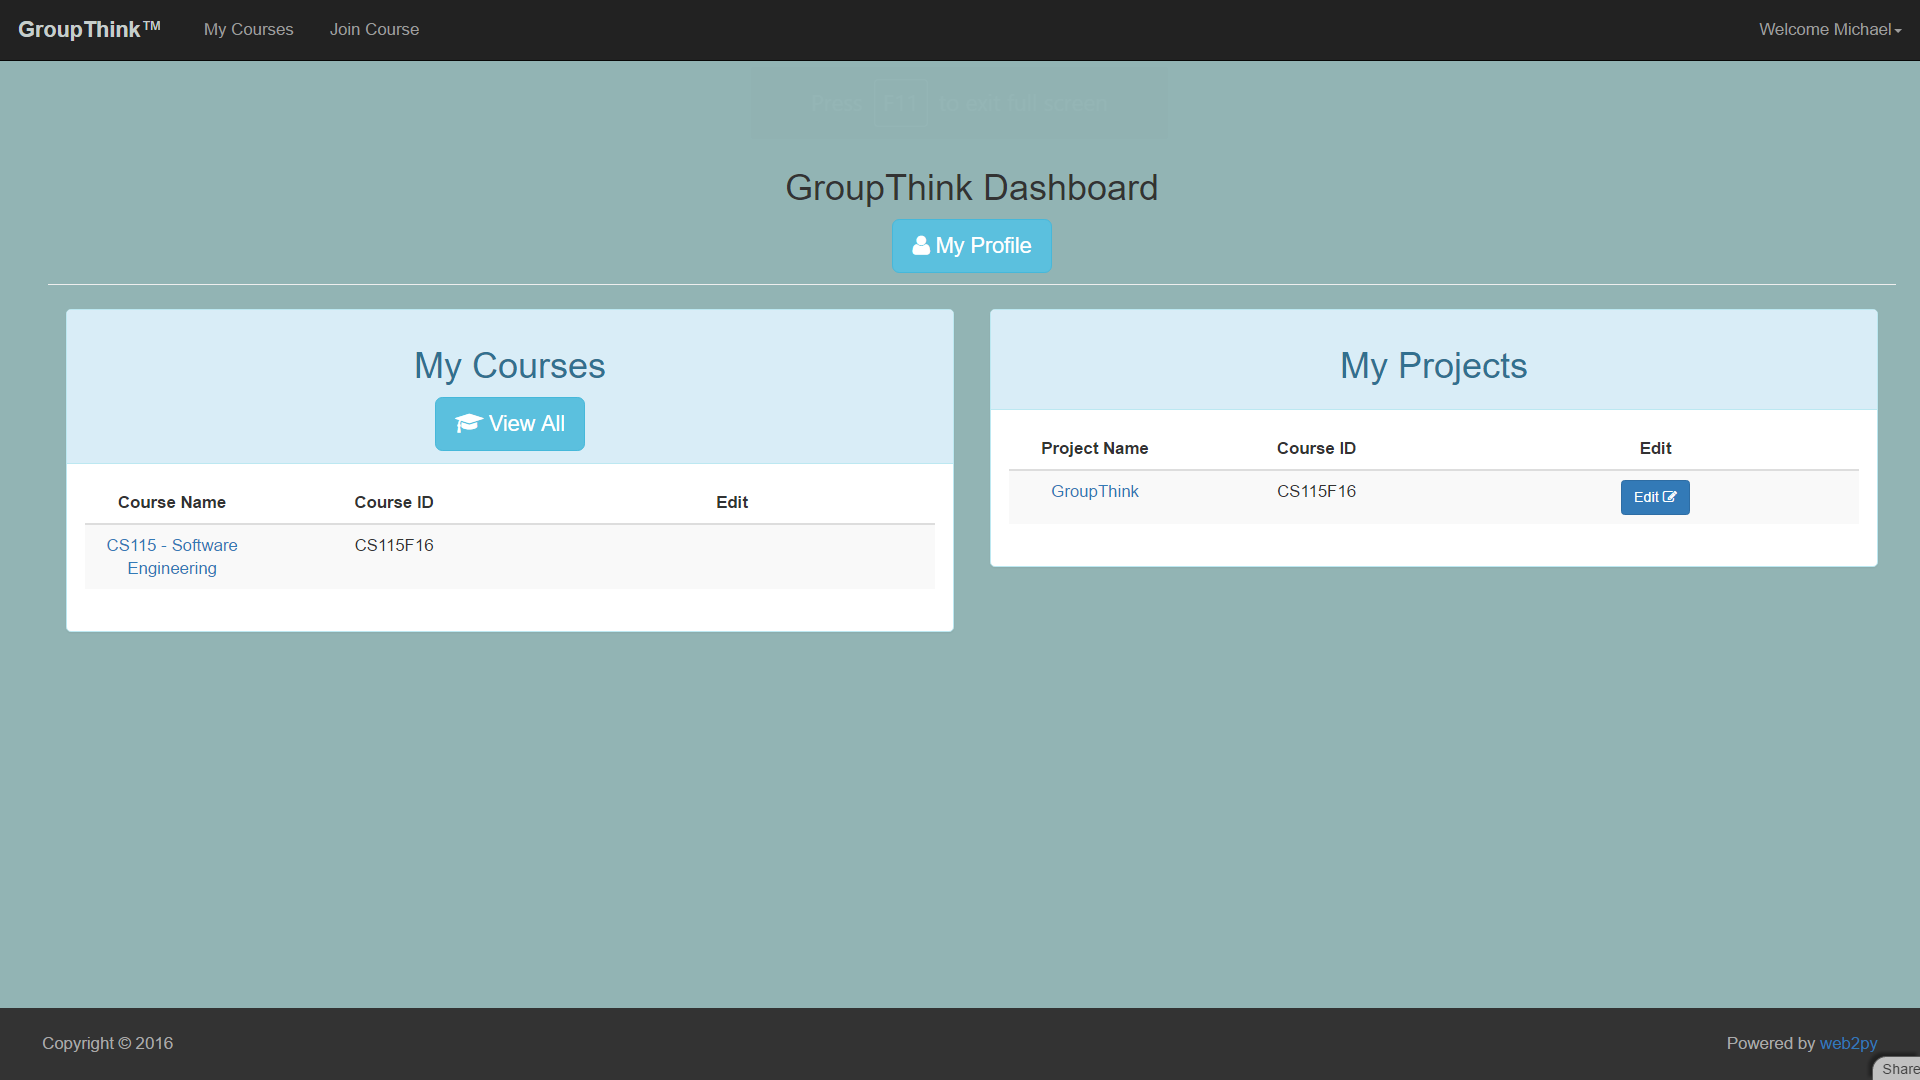 GroupThink™ My Courses Join Course Welcome Michael
Press F11 to exit full screen
GroupThink Dashboard
My Profile
My Courses
View All
Course Name Course ID Edit
CS115 - Software
Engineering
CS115F16
My Projects
Project Name Course ID Edit
GroupThink CS115F16 Edit
Copyright © 2016
Powered by web2py
Share